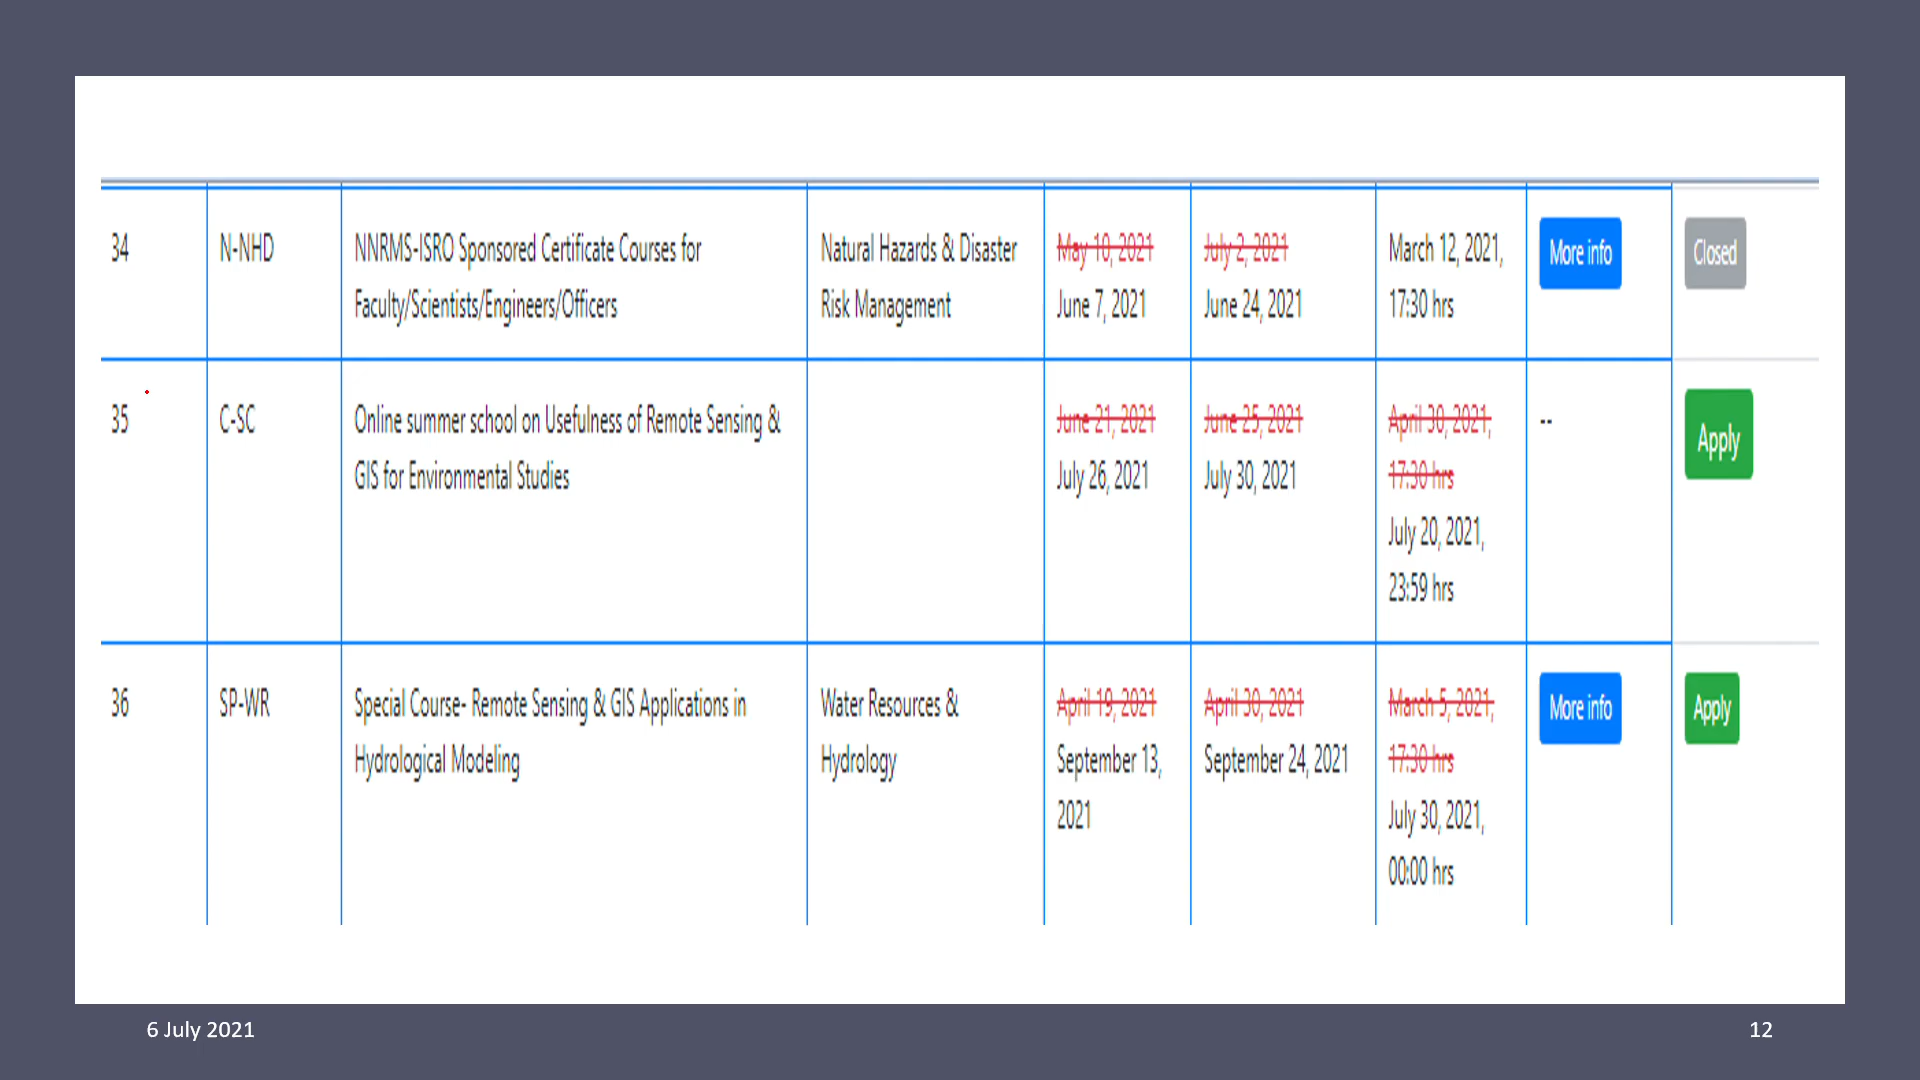 34
N-NHD
NNRMS-ISRO Sponsored Certificate Courses for
Faculty/Scientists/Engineers/Officers
Natural Hazards & Disaster
Risk Management
May 10, 2021
June 7, 2021
July 2, 2021
June 24, 2021
March 12, 2021,
17:30 hrs
More info
Closed
35
C-SC
Online summer school on Usefulness of Remote Sensing &
GIS for Environmental Studies
June 21, 2021
July 26, 2021
June 25, 2021
July 30, 2021
April 30, 2021,
17:30 hrs
July 20, 2021,
23:59 hrs
--
Apply
36
SP-WR
Special Course- Remote Sensing & GIS Applications in
Hydrological Modeling
Water Resources &
Hydrology
April 19, 2021
September 13,
2021
April 30, 2021
September 24, 2021
March 5, 2021,
17:30 hrs
July 30, 2021,
00:00 hrs
More info
Apply
6 July 2021
12